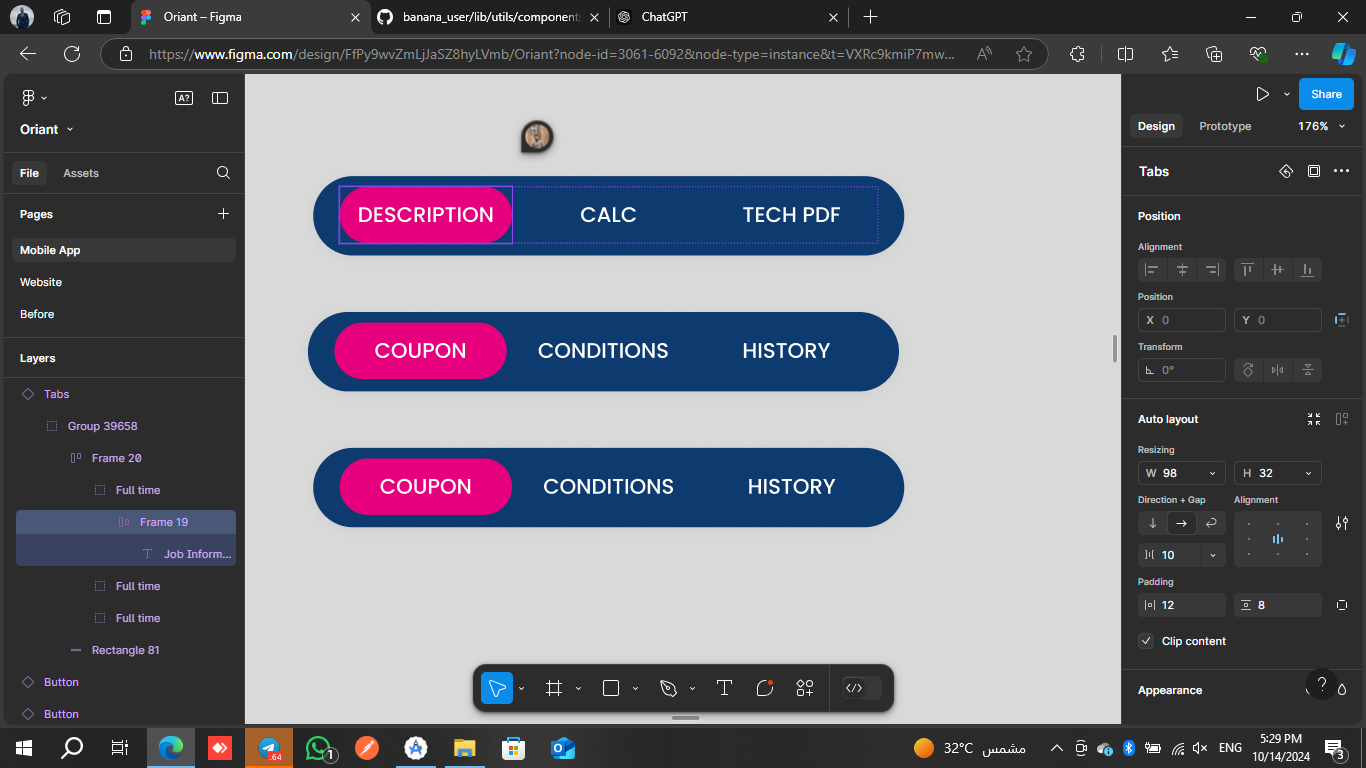 Oriant – Figma
banana_user/lib/utils/component
ChatGPT
https://www.figma.com/design/FfPy9wvZmLjJaSZ8hyLVmb/Oriant?node-id=3061-6092&node-type=instance&t=VXRc9kmiP7mw...
A?
Share
Oriant
Design
Prototype
176%
File
Assets
Tabs
Pages
Position
Mobile App
Alignment
Website
Position
X 0
Y 0
Before
Transform
0°
Layers
Tabs
Auto layout
Group 39658
Resizing
Frame 20
W 98
H 32
Full time
Direction + Gap
Alignment
Frame 19
Job Inform...
10
Full time
Padding
12
8
Full time
Clip content
Rectangle 81
Button
Appearance
?
Button
DESCRIPTION
CALC
TECH PDF
COUPON
CONDITIONS
HISTORY
COUPON
CONDITIONS
HISTORY
T
</>
.64
1
32°C
مشمس
ENG
5:29 PM
10/14/2024
3